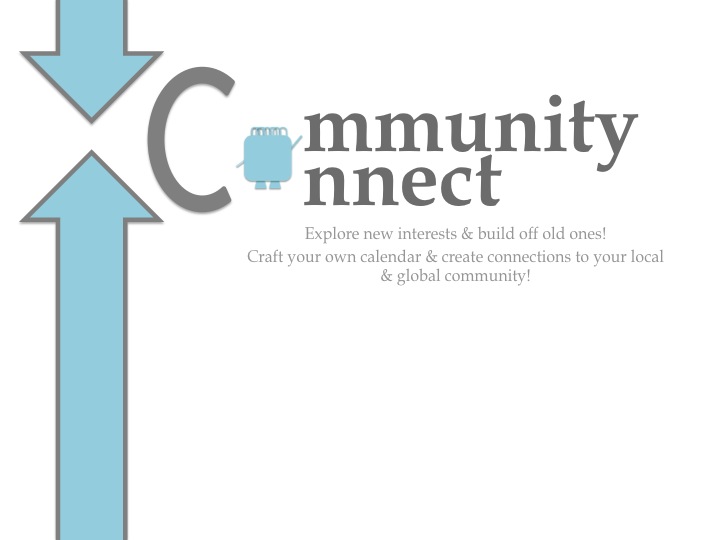 C
mmunity
nnect
Explore new interests & build off old ones!
Craft your own calendar & create connections to your local
& global community!